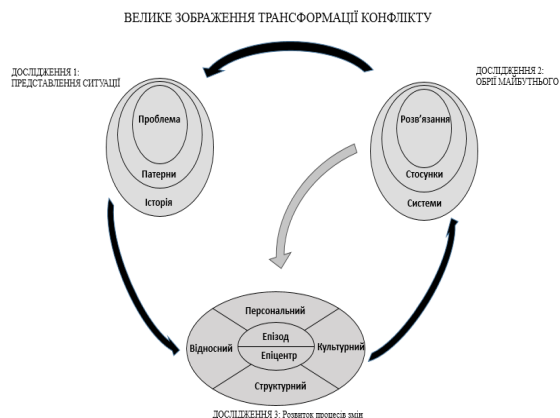 ВЕЛИКЕ ЗОБРАЖЕННЯ ТРАНСФОРМАЦІЇ КОНФЛІКТУ
ДОСЛІДЖЕННЯ 1:
ПРЕДСТАВЛЕННЯ СИТУАЦІЇ
ДОСЛІДЖЕННЯ 2:
ОБРІЇ МАЙБУТНЬОГО
Проблема
Патерни
Історія
Розв'язання
Стосунки
Системи
Персональний
Відносний
Епізод
Епіцентр
Культурний
Структурний
ДОСЛІДЖЕННЯ 3: Розвиток процесів змін